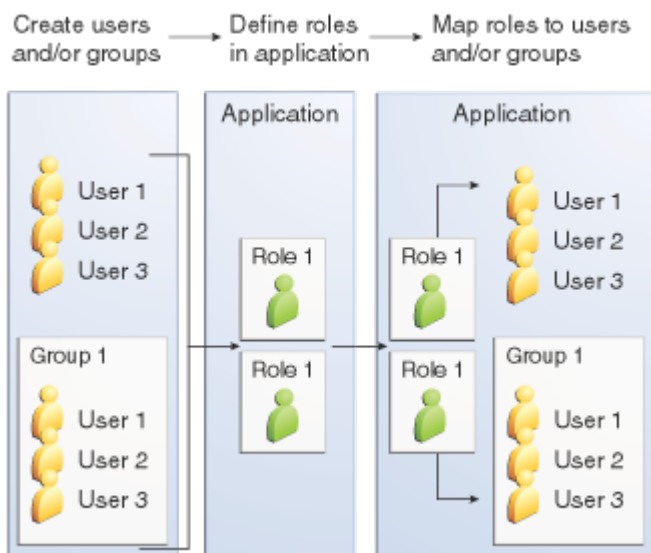 Create users
and/or groups
Define roles
in application
Map roles to users
and/or groups
User 1
User 2
User 3
Group 1
User 1
User 2
User 3
Application
Role 1
Role 1
Application
Role 1
Role 1
User 1
User 2
User 3
Group 1
User 1
User 2
User 3